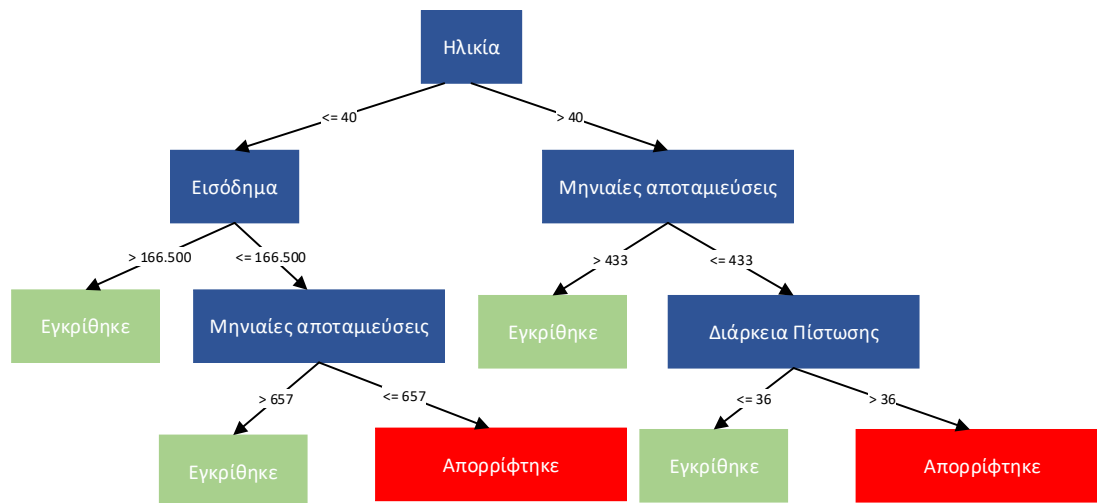 Ηλικία
<= 40
> 40
Εισόδημα
Μηνιαίες αποταμιεύσεις
> 166.500
<= 166.500
> 433
<= 433
Εγκρίθηκε
Μηνιαίες αποταμιεύσεις
Εγκρίθηκε
Διάρκεια Πίστωσης
> 657
<= 657
<= 36
> 36
Εγκρίθηκε
Απορρίφτηκε
Εγκρίθηκε
Απορρίφτηκε